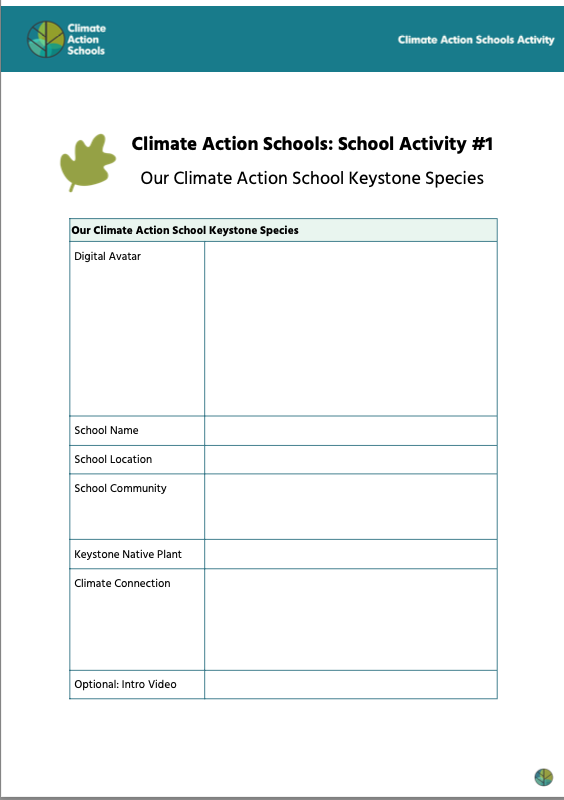 Climate
Action
Schools
Climate Action Schools Activity
Climate Action Schools: School Activity #1
Our Climate Action School Keystone Species
Our Climate Action School Keystone Species
Digital Avatar
School Name
School Location
School Community
Keystone Native Plant
Climate Connection
Optional: Intro Video